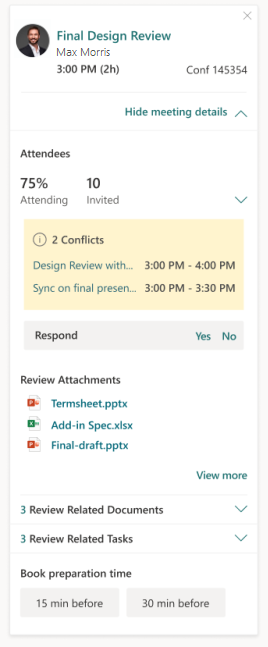 Final Design Review
Max Morris
3:00 PM (2h) Conf 145354
Hide meeting details
Attendees
75% 10
Attending Invited
2 Conflicts
Design Review with... 3:00 PM - 4:00 PM
Sync on final presen... 3:00 PM - 3:30 PM
Respond Yes No
Review Attachments
Termsheet.pptx
Add-in Spec.xlsx
Final-draft.pptx
View more
3 Review Related Documents
3 Review Related Tasks
Book preparation time
15 min before 30 min before